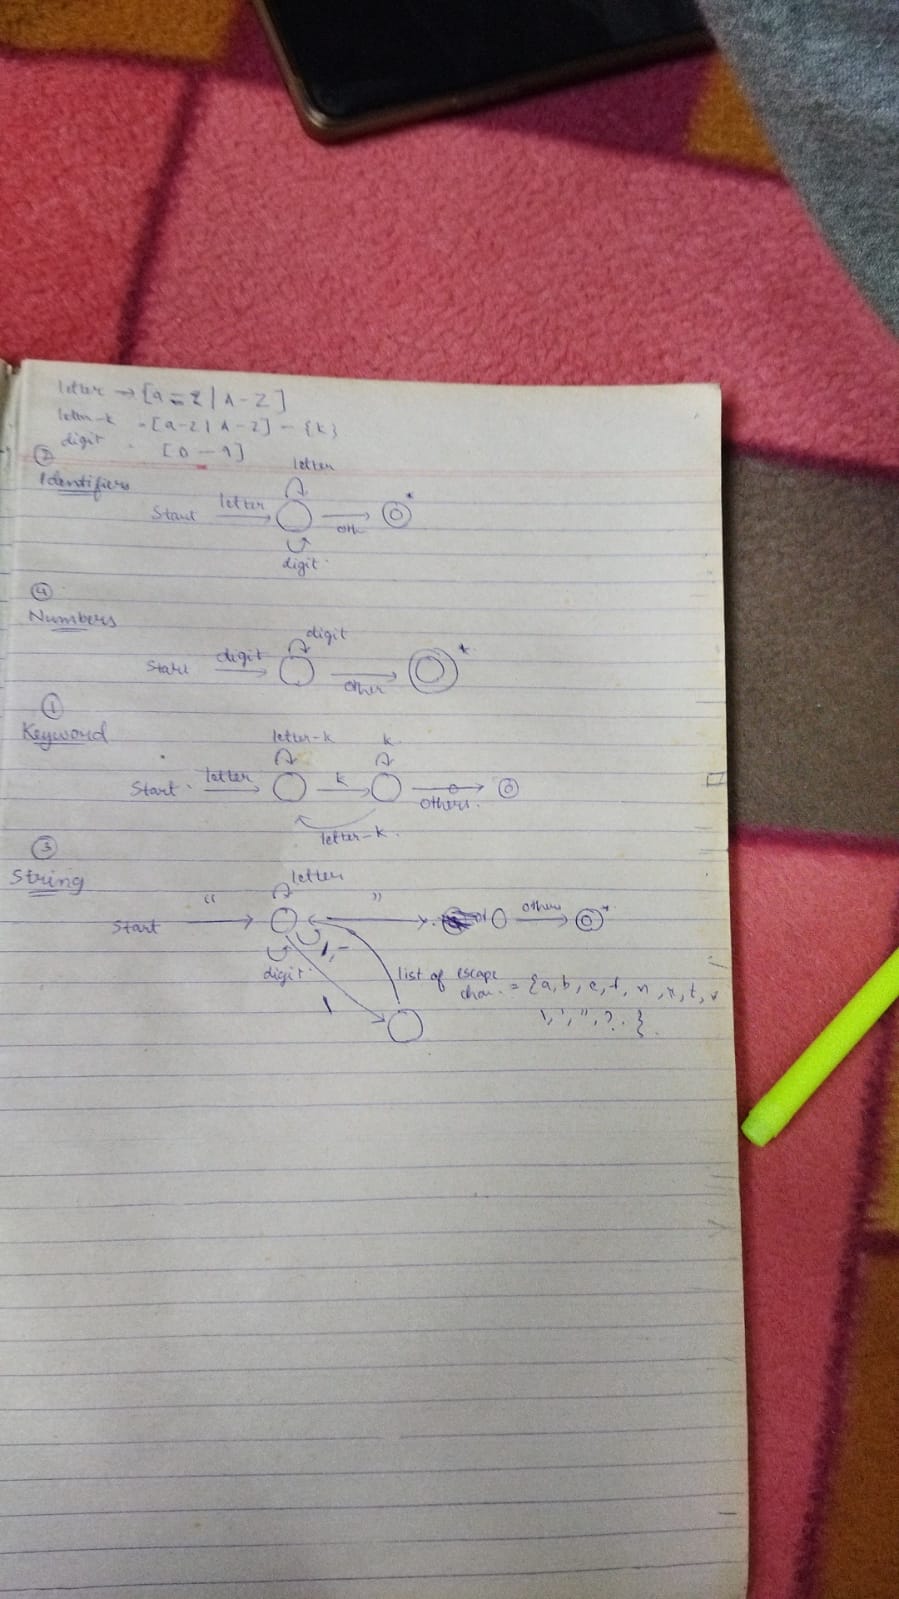 letter → [a-z | A-Z]
letter-k = [a-z | A-Z] - {k}
digit = [0-9]
②
Identifiers
letter
Start letter other *
digit
④
Numbers
digit
Start digit other *
①
Keyword
letter-k k
Start letter k others
letter-k
③
String
letter
Start " " others *
digit
\
list of escape
char. = {a, b, e, f, n, r, t, v
\, ', ", ? }